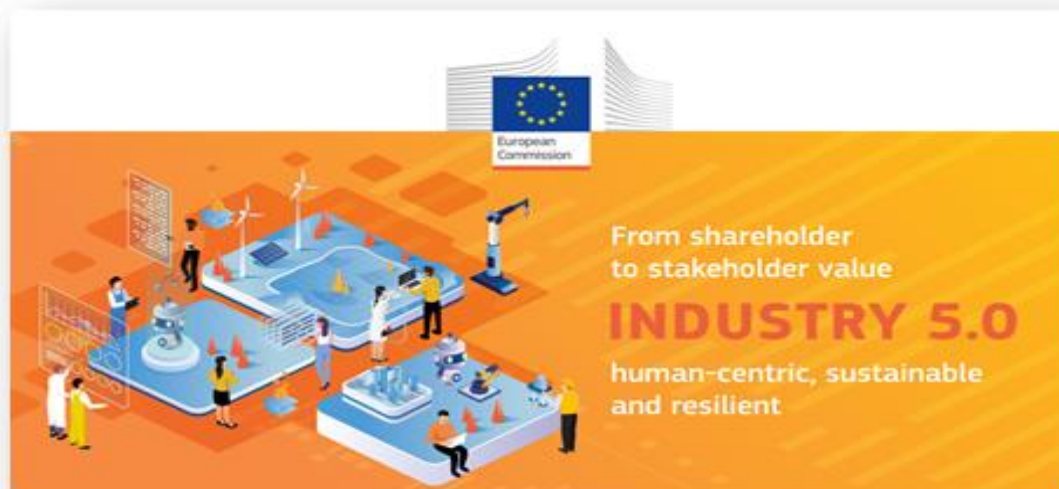 European
Commission
From shareholder
to stakeholder value
INDUSTRY 5.0
human-centric, sustainable
and resilient